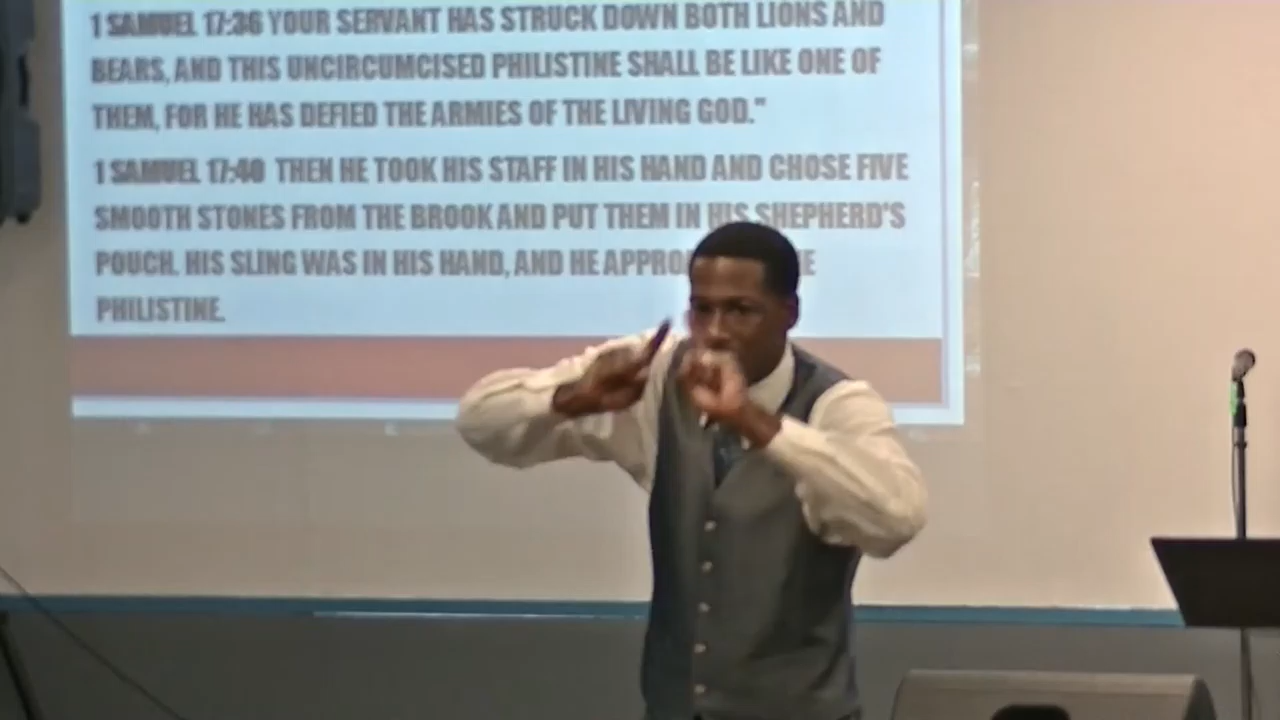 1 SAMUEL 17:36 YOUR SERVANT HAS STRUCK DOWN BOTH LIONS AND
BEARS, AND THIS UNCIRCUMCISED PHILISTINE SHALL BE LIKE ONE OF
THEM, FOR HE HAS DEFIED THE ARMIES OF THE LIVING GOD."
1 SAMUEL 17:40 THEN HE TOOK HIS STAFF IN HIS HAND AND CHOSE FIVE
SMOOTH STONES FROM THE BROOK AND PUT THEM IN HIS SHEPHERD'S
POUCH. HIS SLING WAS IN HIS HAND, AND HE
PHILISTINE.